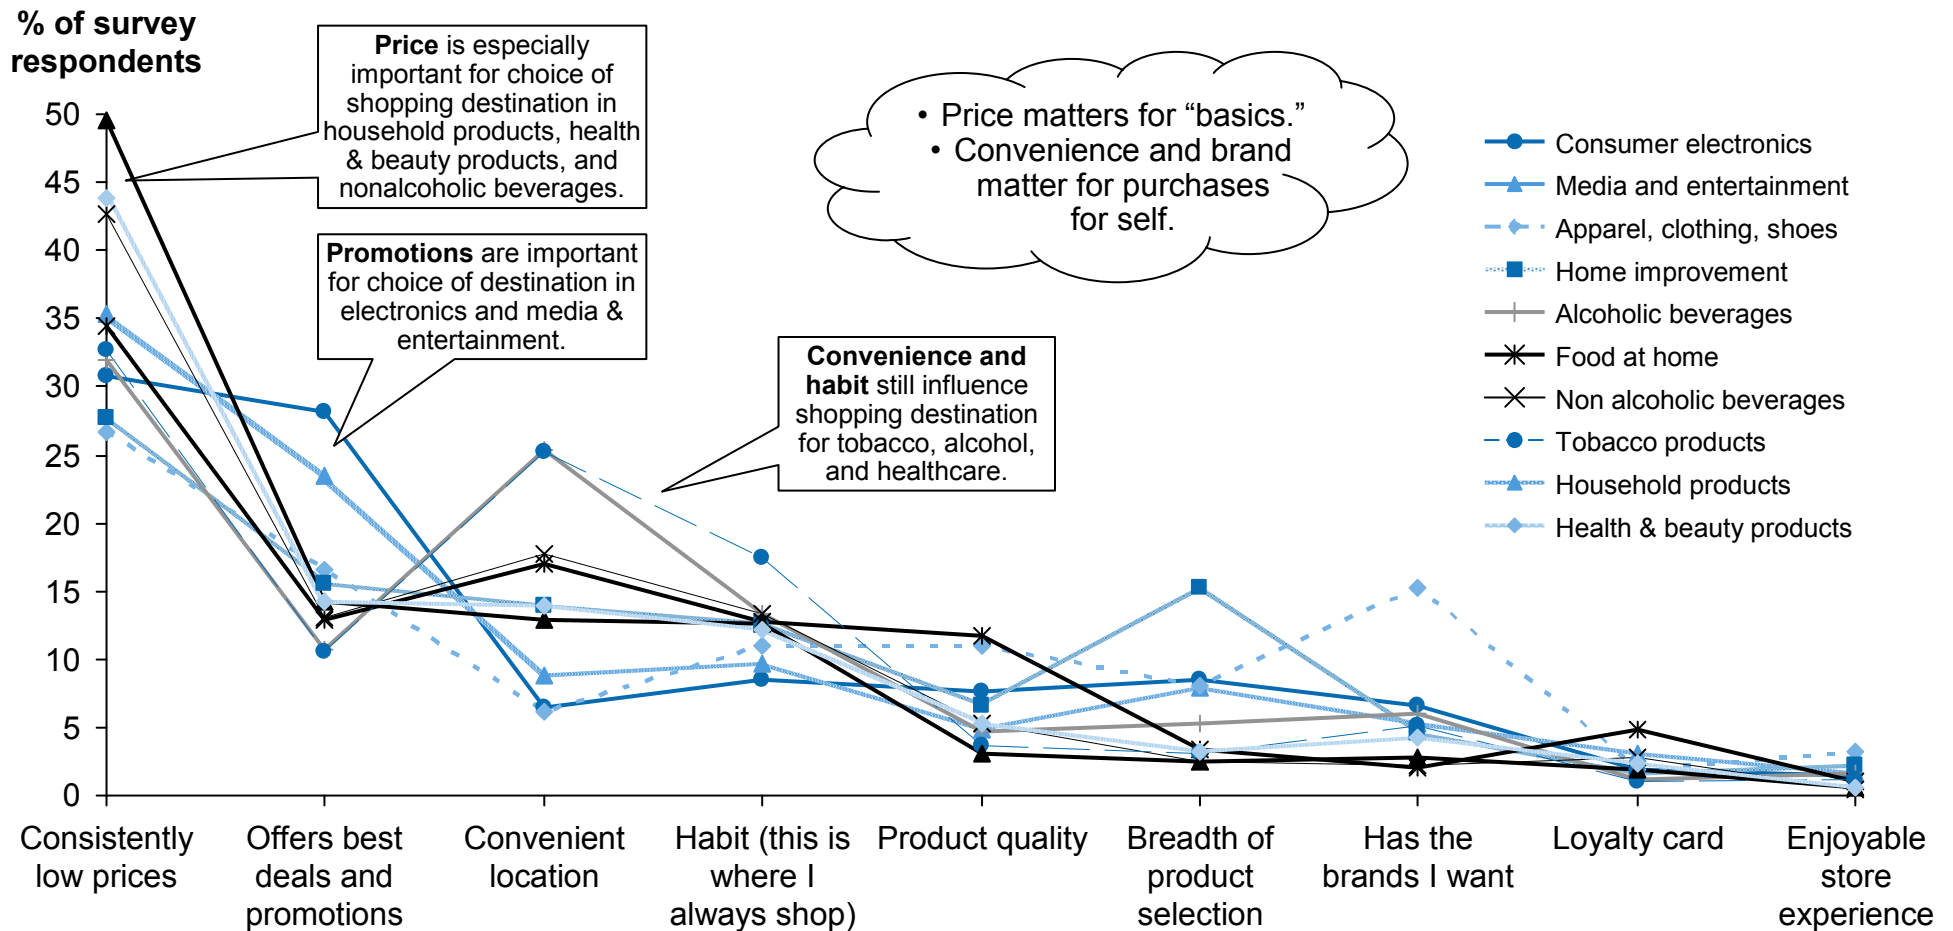 % of survey
respondents
Price is especially
important for choice of
shopping destination in
household products, health
& beauty products, and
nonalcoholic beverages.
• Price matters for “basics.”
• Convenience and brand
matter for purchases
for self.
Promotions are important
for choice of destination in
electronics and media &
entertainment.
Convenience and
habit still influence
shopping destination
for tobacco, alcohol,
and healthcare.
Consumer electronics
Media and entertainment
Apparel, clothing, shoes
Home improvement
Alcoholic beverages
Food at home
Non alcoholic beverages
Tobacco products
Household products
Health & beauty products
50
45
40
35
30
25
20
15
10
5
0
Consistently
low prices
Offers best
deals and
promotions
Convenient
location
Habit (this is
where I
always shop)
Product quality
Breadth of
product
selection
Has the
brands I want
Loyalty card
Enjoyable
store
experience